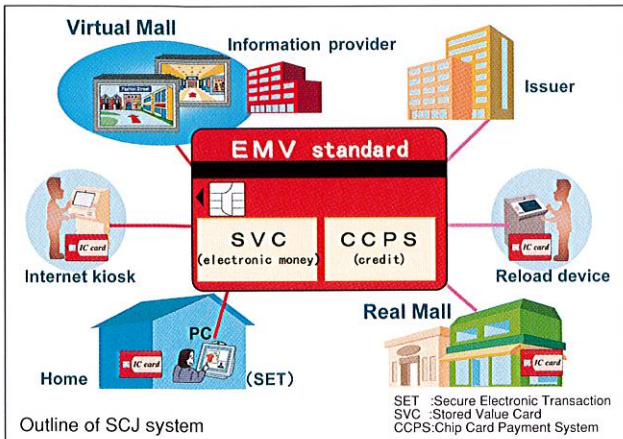 Virtual Mall
Information provider
Fashion Street
Issuer
EMV standard
SVC
(electronic money)
CCPS
(credit)
IC card
Internet kiosk
IC card
Reload device
Real Mall
PC
IC card
Home
(SET)
IC card
SET :Secure Electronic Transaction
SVC :Stored Value Card
CCPS:Chip Card Payment System
Outline of SCJ system